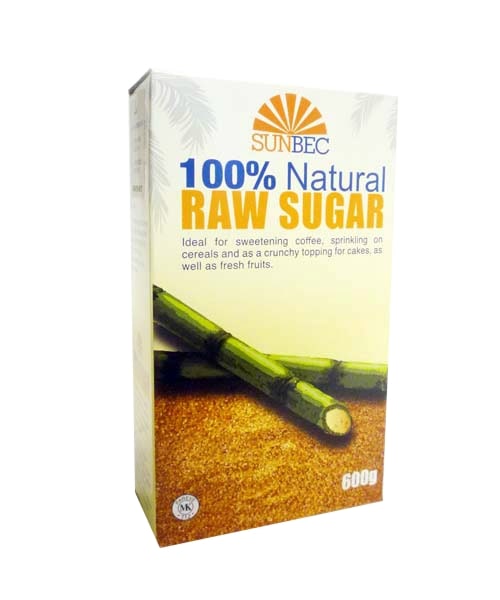 SUNBEC
100% Natural
RAW SUGAR
Ideal for sweetening coffee, sprinkling on
cereals and as a crunchy topping for cakes, as
well as fresh fruits.
600g
MK